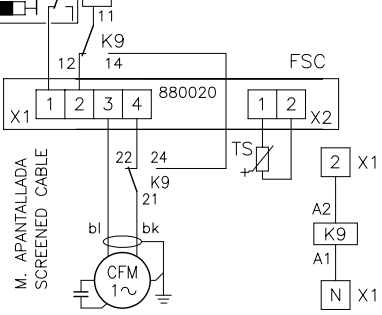 11
K9
12 14
FSC
880020
X1 1 2 3 4
1 2 X2
22 24
TS
+
K9
21
M. APANTALLADA
SCREENED CABLE
bl bk
CFM
1~
2 X1
A2
K9
A1
N X1